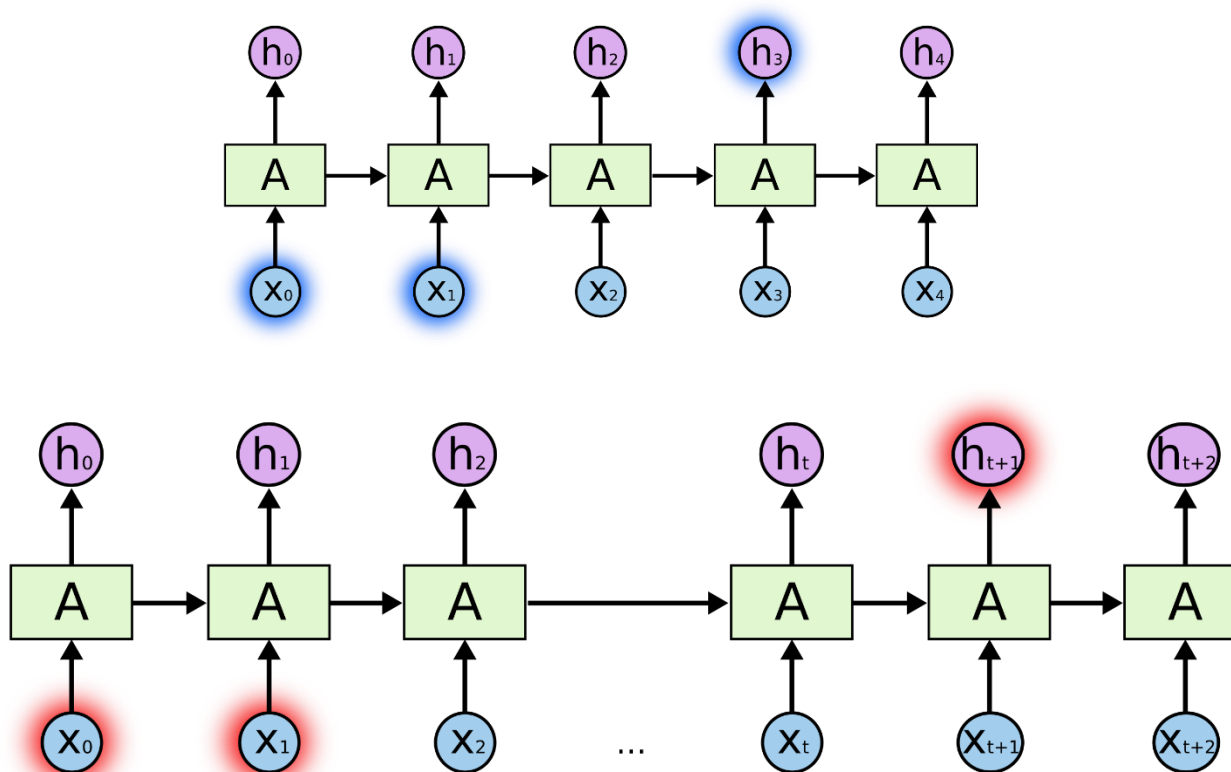 h₀ h₁ h₂ h₃ h₄
A A A A A
x₀ x₁ x₂ x₃ x₄
h₀ h₁ h₂ hₜ hₜ₊₁ hₜ₊₂
A A A A A A
x₀ x₁ x₂ ... xₜ xₜ₊₁ xₜ₊₂